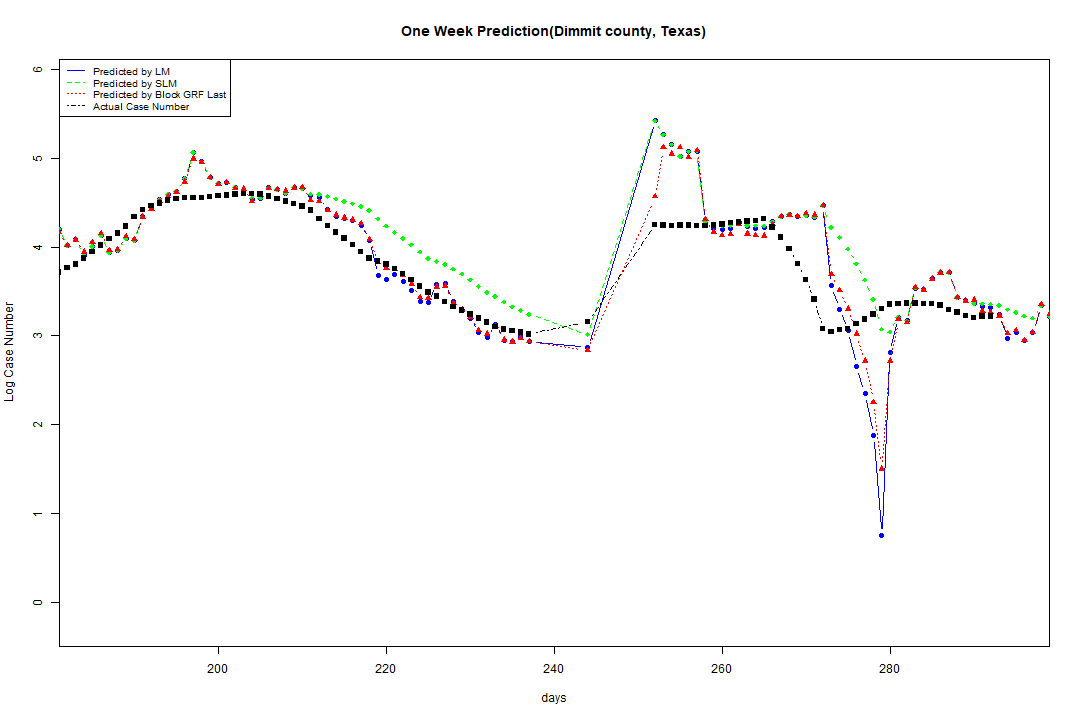 One Week Prediction(Dimmit county, Texas)
Predicted by LM
Predicted by SLM
Predicted by Block GRF Last
Actual Case Number
6
5
4
3
2
1
0
Log Case Number
200 220 240 260 280
days